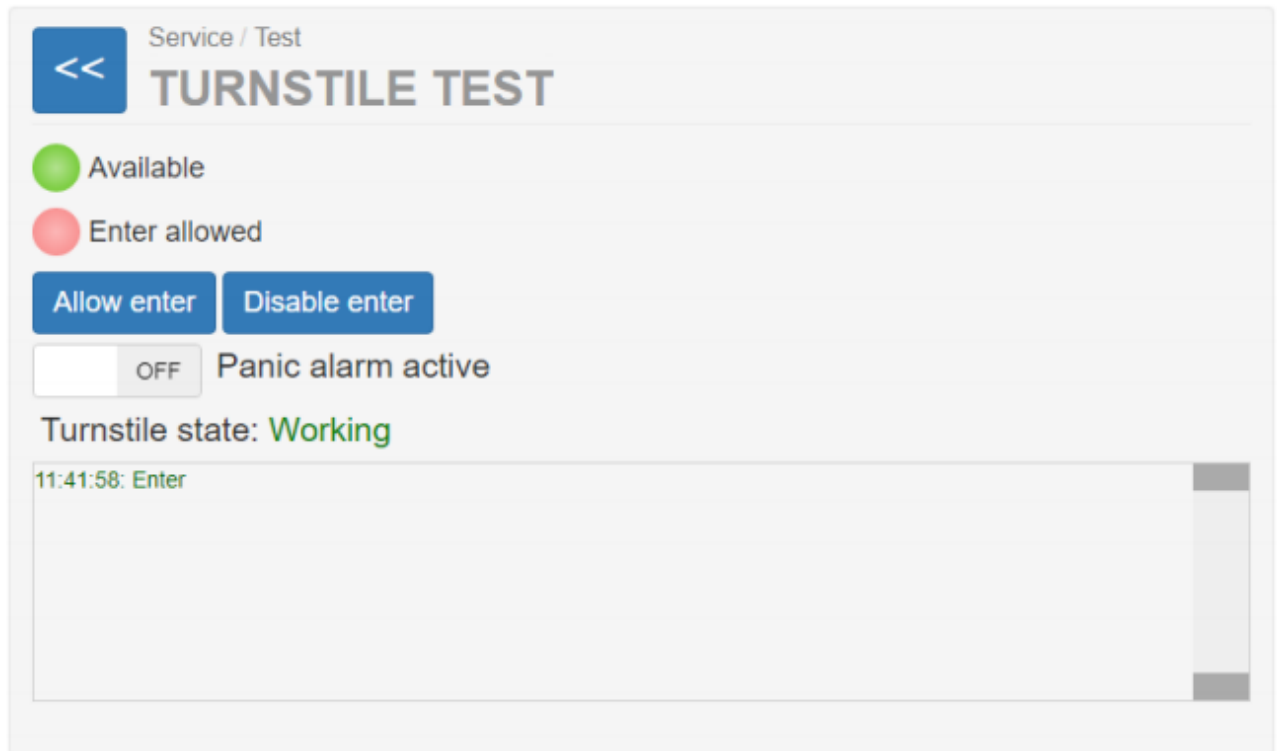 <<
Service / Test
TURNSTILE TEST
Available
Enter allowed
Allow enter Disable enter
OFF Panic alarm active
Turnstile state: Working
11:41:58: Enter